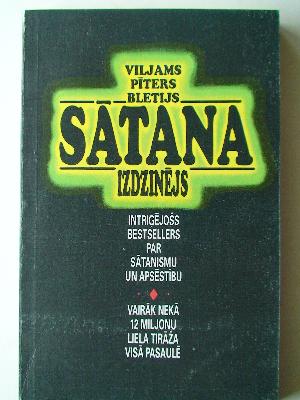 VILJAMS
PĪTERS
BLETIJS
SĀTANA
IZDZINĒJS
INTRIĢĒJOŠS
BESTSELLERS
PAR
SĀTANISMU
UN APSĒSTĪBU
VAIRĀK NEKĀ
12 MILJONU
LIELA TIRĀŽA
VISĀ PASAULĒ